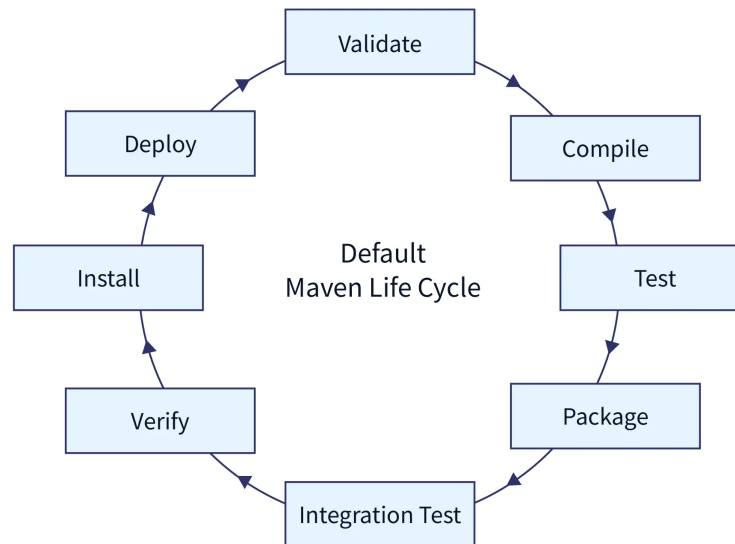 Validate
Compile
Test
Package
Integration Test
Verify
Install
Deploy
Default
Maven Life Cycle